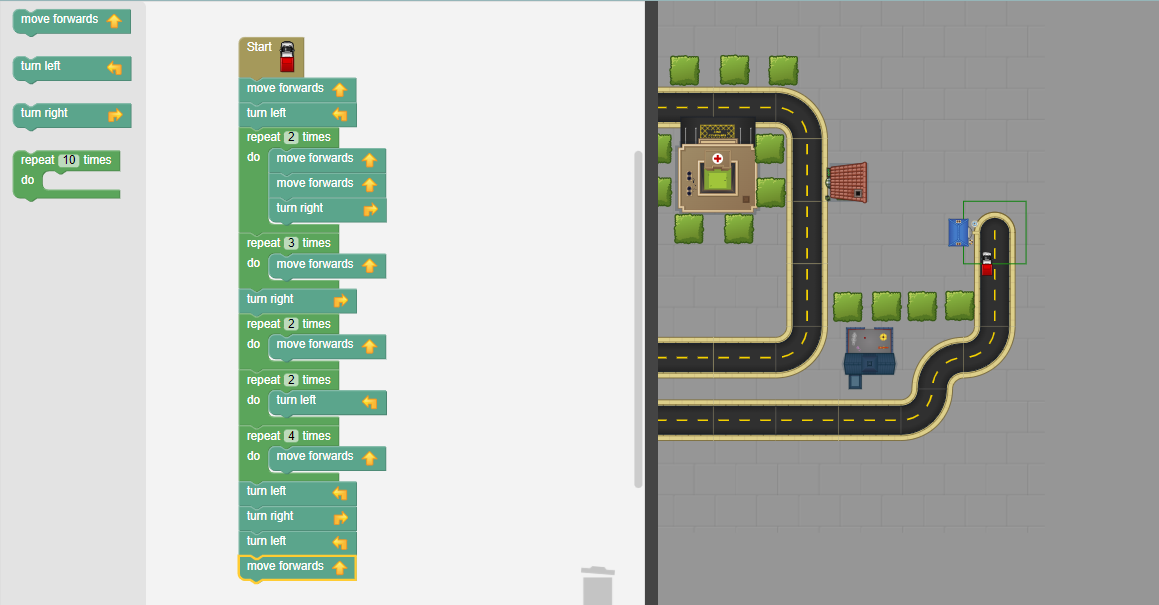 move forwards
turn left
turn right
repeat 10 times
do
Start
move forwards
turn left
repeat 2 times
do move forwards
move forwards
turn right
repeat 3 times
do move forwards
turn right
repeat 2 times
do move forwards
repeat 2 times
do turn left
repeat 4 times
do move forwards
turn left
turn right
turn left
move forwards